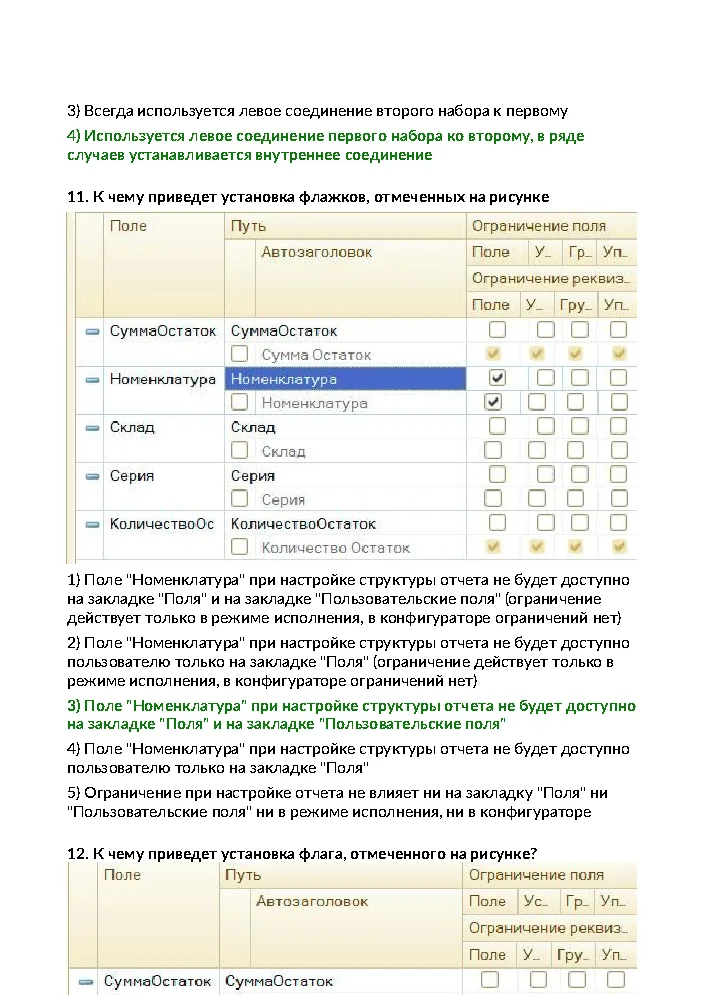 3) Всегда используется левое соединение второго набора к первому
4) Используется левое соединение первого набора ко второму, в ряде
случаев устанавливается внутреннее соединение
11. К чему приведет установка флажков, отмеченных на рисунке
Поле Путь Ограничение поля
Автозаголовок Поле У... Гр... Уп...
Ограничение реквиз...
Поле У... Гру... Уп...
СуммаОстаток СуммаОстаток
Сумма Остаток
Номенклатура Номенклатура
Номенклатура
Склад Склад
Склад
Серия Серия
Серия
КоличествоОс КоличествоОстаток
Количество Остаток
1) Поле "Номенклатура" при настройке структуры отчета не будет доступно
на закладке "Поля" и на закладке "Пользовательские поля" (ограничение
действует только в режиме исполнения, в конфигураторе ограничений нет)
2) Поле "Номенклатура" при настройке структуры отчета не будет доступно
пользователю только на закладке "Поля" (ограничение действует только в
режиме исполнения, в конфигураторе ограничений нет)
3) Поле "Номенклатура" при настройке структуры отчета не будет доступно
на закладке "Поля" и на закладке "Пользовательские поля"
4) Поле "Номенклатура" при настройке структуры отчета не будет доступно
пользователю только на закладке "Поля"
5) Ограничение при настройке отчета не влияет ни на закладку "Поля" ни
"Пользовательские поля" ни в режиме исполнения, ни в конфигураторе
12. К чему приведет установка флага, отмеченного на рисунке?
Поле Путь Ограничение поля
Автозаголовок Поле Ус... Гр... Уп...
Ограничение реквиз...
Поле У... Гру... Уп...
СуммаОстаток СуммаОстаток